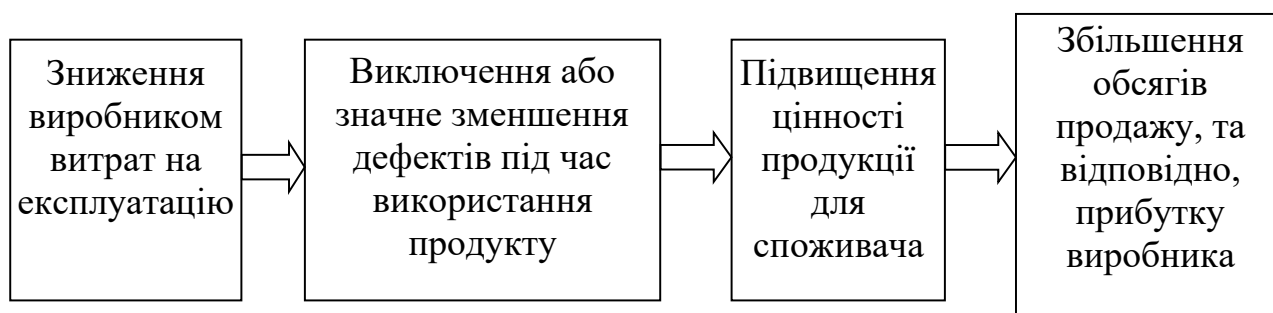 Зниження
виробником
витрат на
експлуатацію
Виключення або
значне зменшення
дефектів під час
використання
продукту
Підвищення
цінності
продукції
для
споживача
Збільшення
обсягів
продажу, та
відповідно,
прибутку
виробника